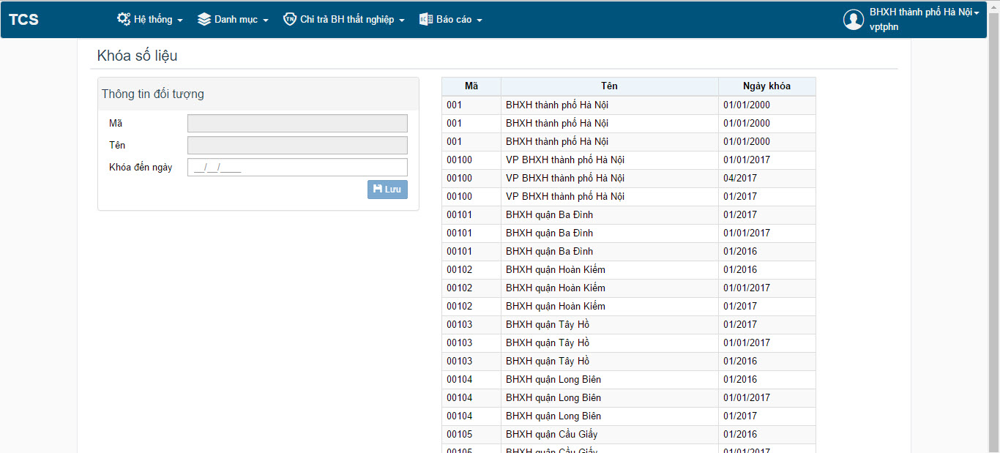 TCS Hệ thống Danh mục TN Chi trả BH thất nghiệp BC Báo cáo BHXH thành phố Hà Nội
vptphn
Khóa số liệu
Thông tin đối tượng
Mã
Tên
Khóa đến ngày __/__/____
Lưu
Mã Tên Ngày khóa
001 BHXH thành phố Hà Nội 01/01/2000
001 BHXH thành phố Hà Nội 01/01/2000
001 BHXH thành phố Hà Nội 01/01/2000
00100 VP BHXH thành phố Hà Nội 01/01/2017
00100 VP BHXH thành phố Hà Nội 04/2017
00100 VP BHXH thành phố Hà Nội 01/2017
00101 BHXH quận Ba Đình 01/2017
00101 BHXH quận Ba Đình 01/01/2017
00101 BHXH quận Ba Đình 01/2016
00102 BHXH quận Hoàn Kiếm 01/2016
00102 BHXH quận Hoàn Kiếm 01/01/2017
00102 BHXH quận Hoàn Kiếm 01/2017
00103 BHXH quận Tây Hồ 01/2017
00103 BHXH quận Tây Hồ 01/01/2017
00103 BHXH quận Tây Hồ 01/2016
00104 BHXH quận Long Biên 01/2016
00104 BHXH quận Long Biên 01/01/2017
00104 BHXH quận Long Biên 01/2017
00105 BHXH quận Cầu Giấy 01/2016
00105 BHXH quận Cầu Giấy 01/01/2017